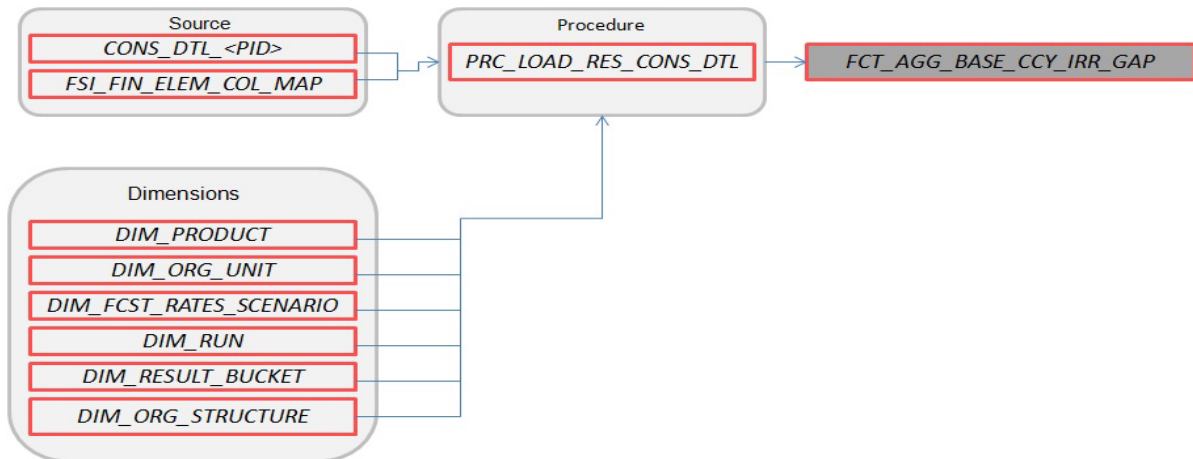 Source
CONS_DTL_<PID>
FSI_FIN_ELEM_COL_MAP
Procedure
PRC_LOAD_RES_CONS_DTL
FCT_AGG_BASE_CCY_IRR_GAP
Dimensions
DIM_PRODUCT
DIM_ORG_UNIT
DIM_FCST_RATES_SCENARIO
DIM_RUN
DIM_RESULT_BUCKET
DIM_ORG_STRUCTURE